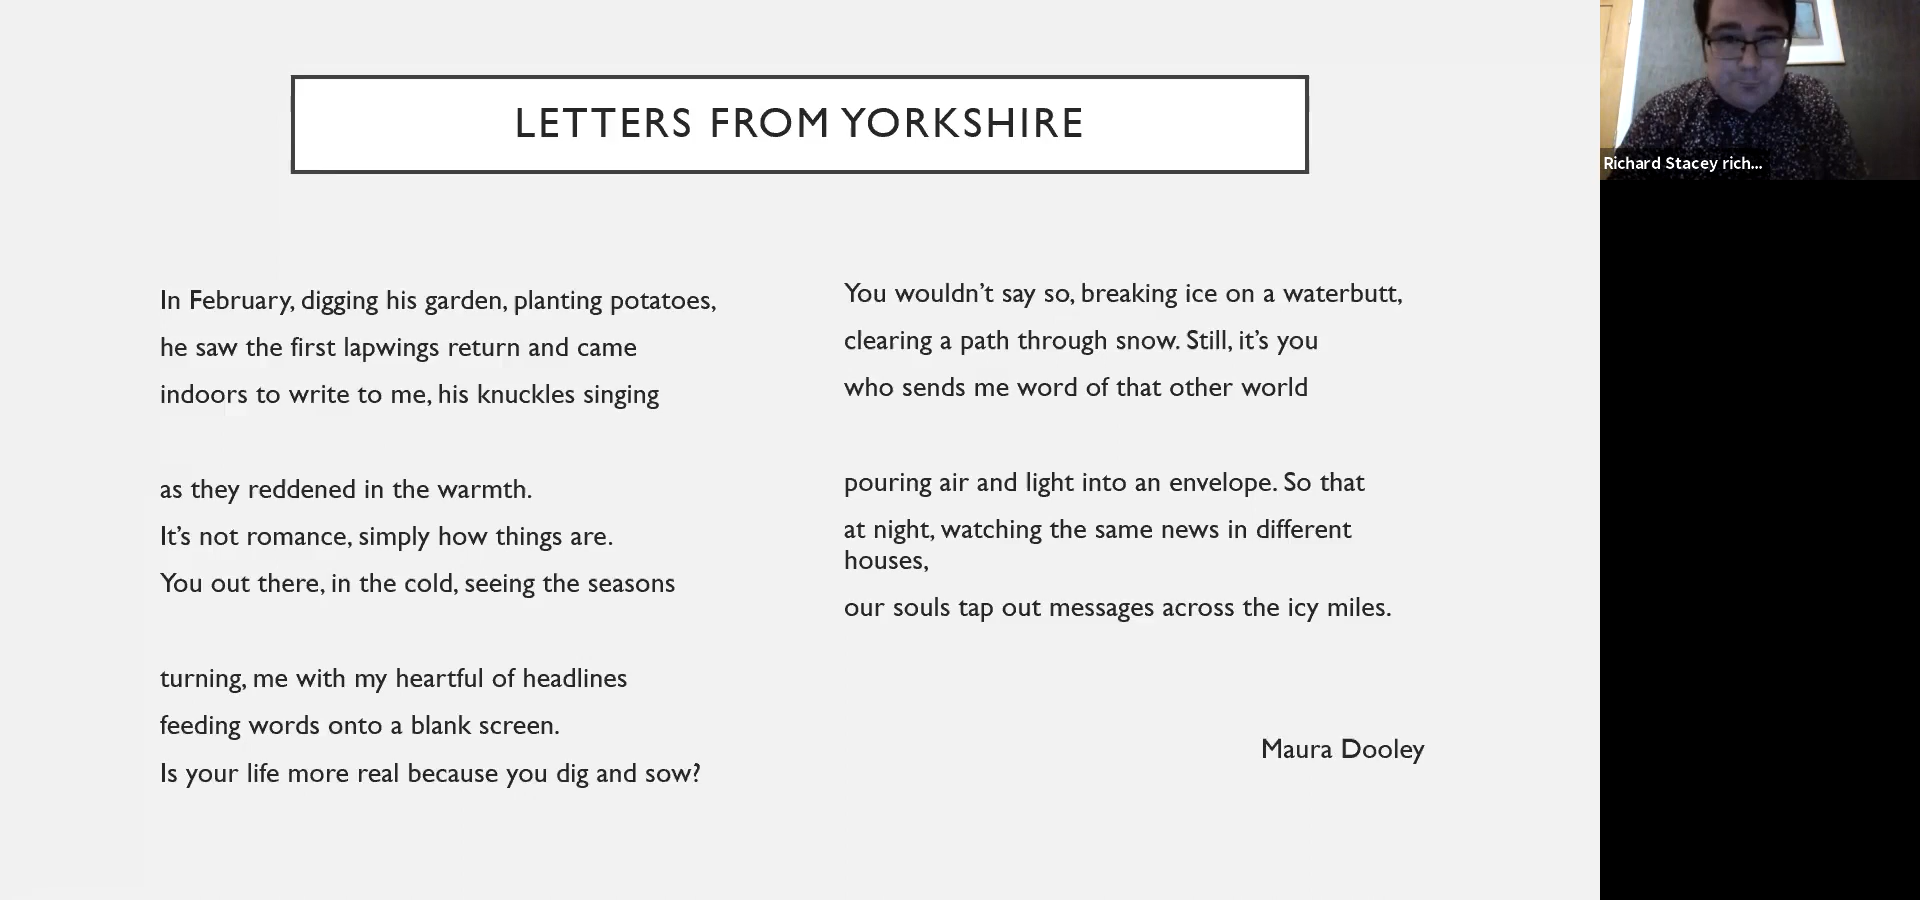 LETTERS FROM YORKSHIRE
In February, digging his garden, planting potatoes,
he saw the first lapwings return and came
indoors to write to me, his knuckles singing
as they reddened in the warmth.
It's not romance, simply how things are.
You out there, in the cold, seeing the seasons
turning, me with my heartful of headlines
feeding words onto a blank screen.
Is your life more real because you dig and sow?
You wouldn't say so, breaking ice on a waterbutt,
clearing a path through snow. Still, it's you
who sends me word of that other world
pouring air and light into an envelope. So that
at night, watching the same news in different
houses,
our souls tap out messages across the icy miles.
Maura Dooley
Richard Stacey rich...